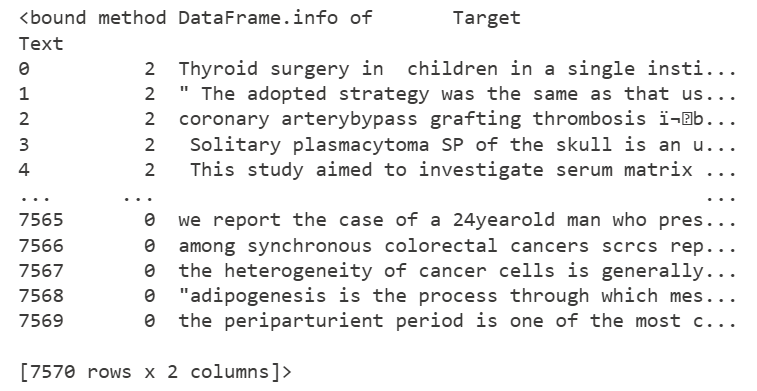 <bound method DataFrame.info of       Target
Text
0         2  Thyroid surgery in  children in a single insti...
1         2  " The adopted strategy was the same as that us...
2         2  coronary arterybypass grafting thrombosis ï¬�b...
3         2   Solitary plasmacytoma SP of the skull is an u...
4         2   This study aimed to investigate serum matrix ...
...      ...                                                ...
7565      0  we report the case of a 24yearold man who pres...
7566      0  among synchronous colorectal cancers scrcs rep...
7567      0  the heterogeneity of cancer cells is generally...
7568      0  "adipogenesis is the process through which mes...
7569      0  the periparturient period is one of the most c...
[7570 rows x 2 columns]>